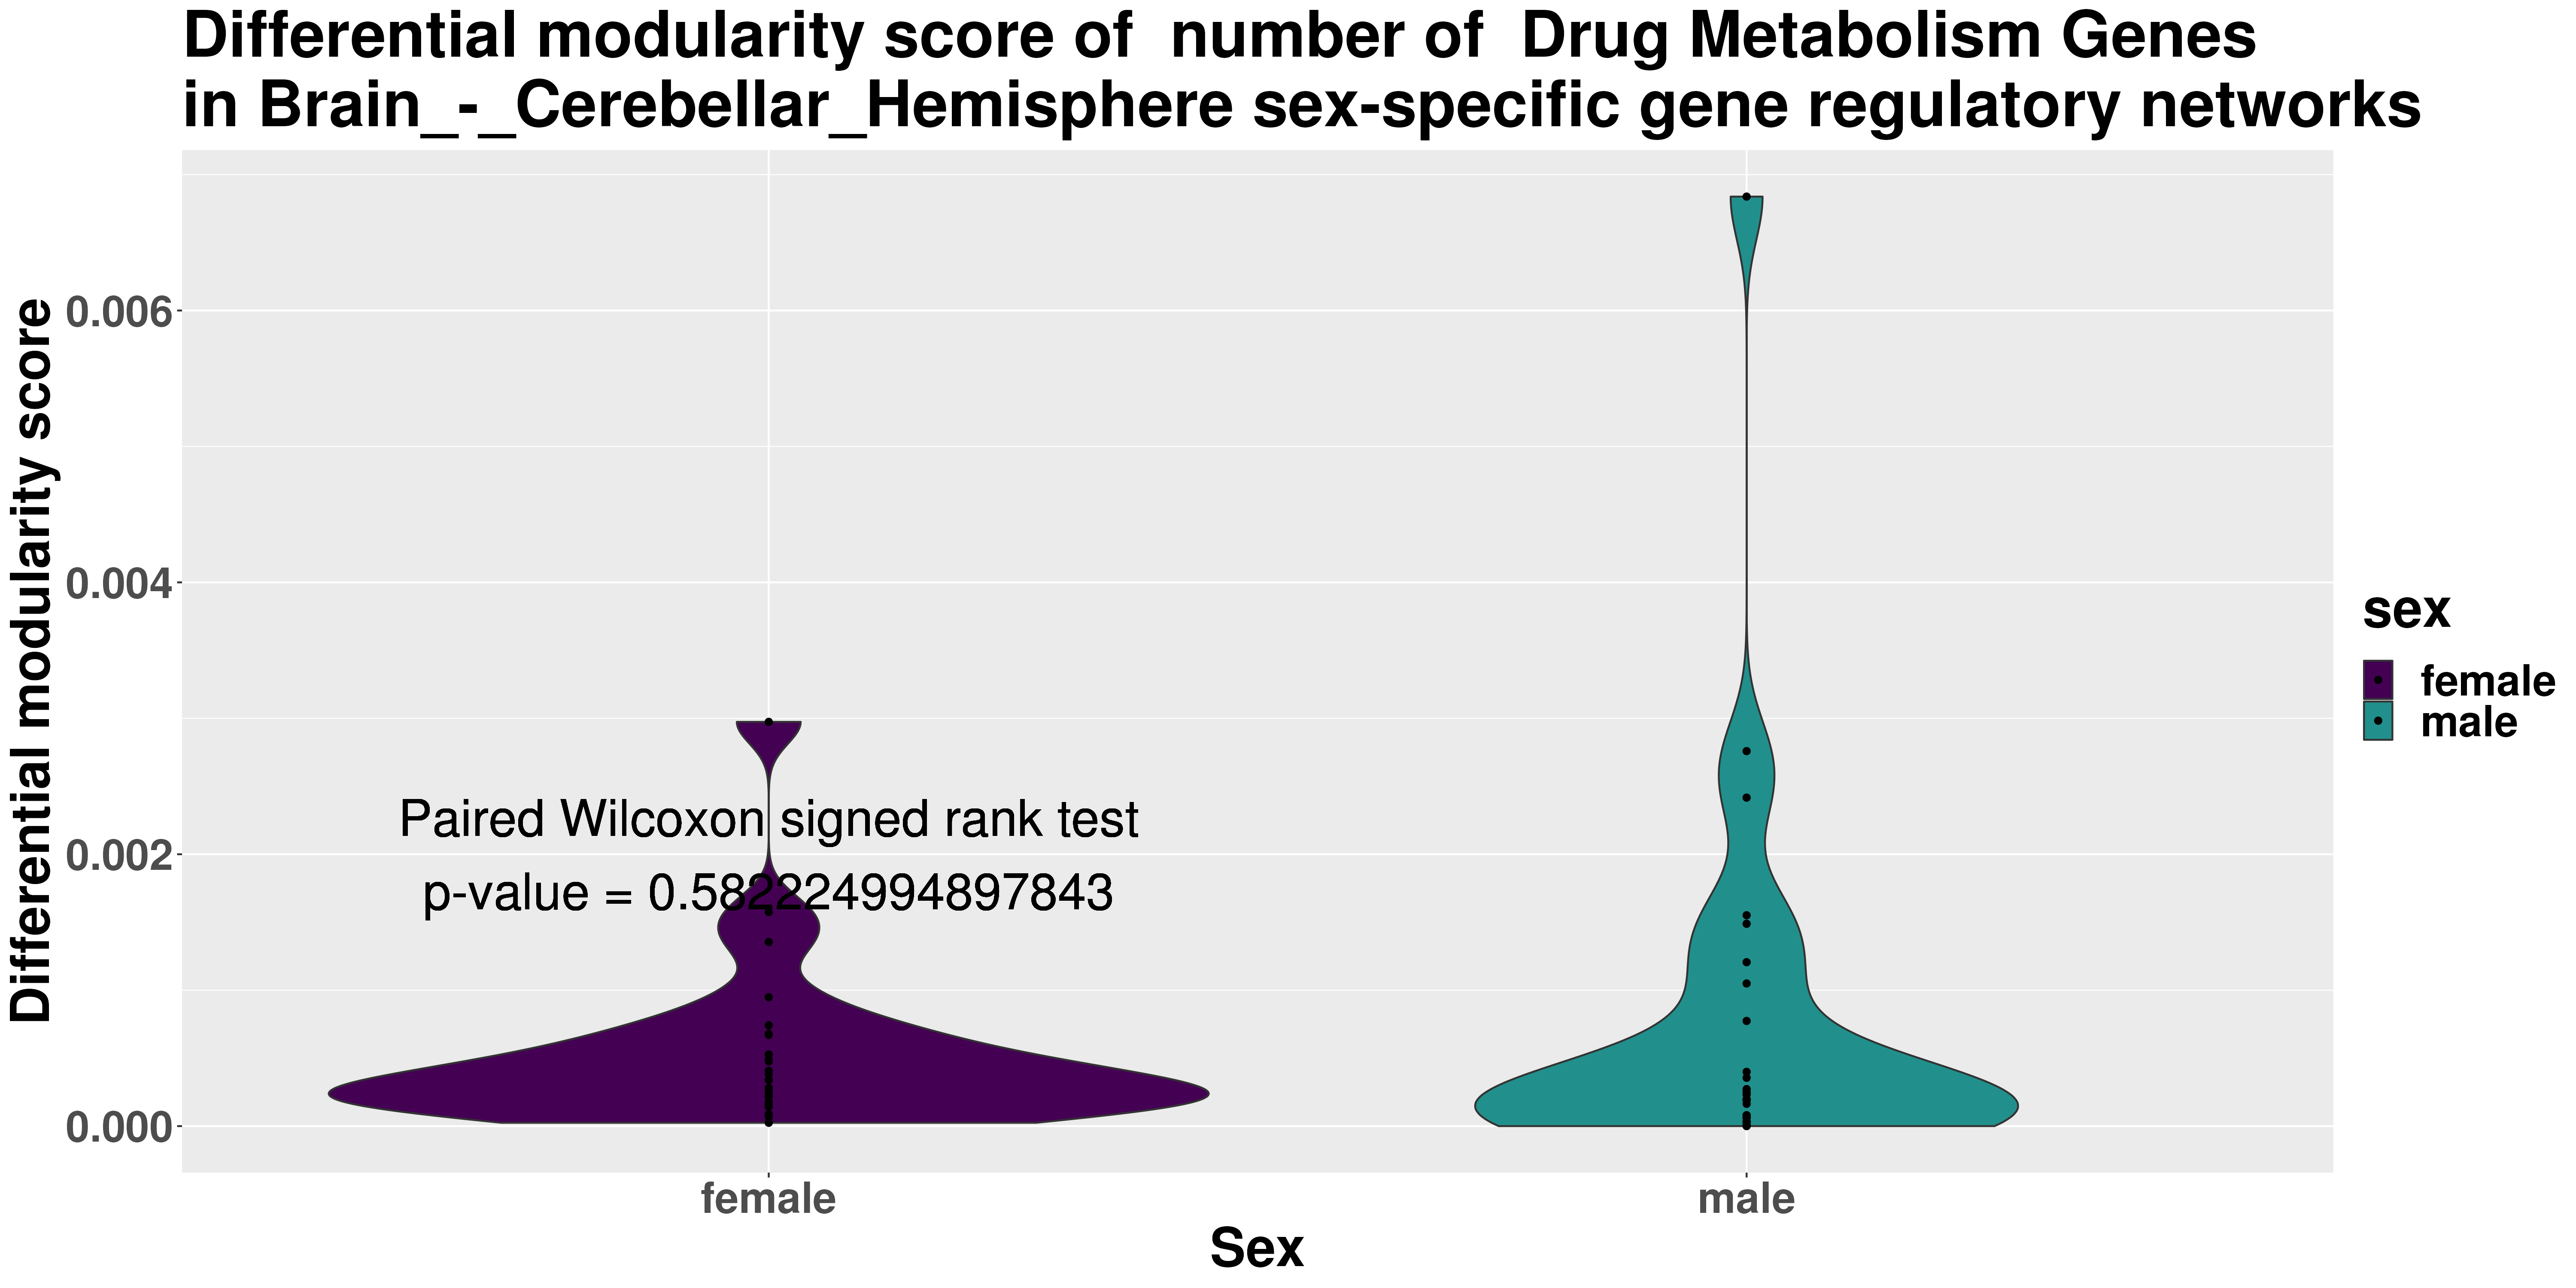 Differential modularity score of  number of  Drug Metabolism Genes
in Brain_-_Cerebellar_Hemisphere sex-specific gene regulatory networks
Differential modularity score
0.006
0.004
0.002
0.000
Paired Wilcoxon signed rank test
p-value = 0.582224994897843
female
male
Sex
sex
female
male